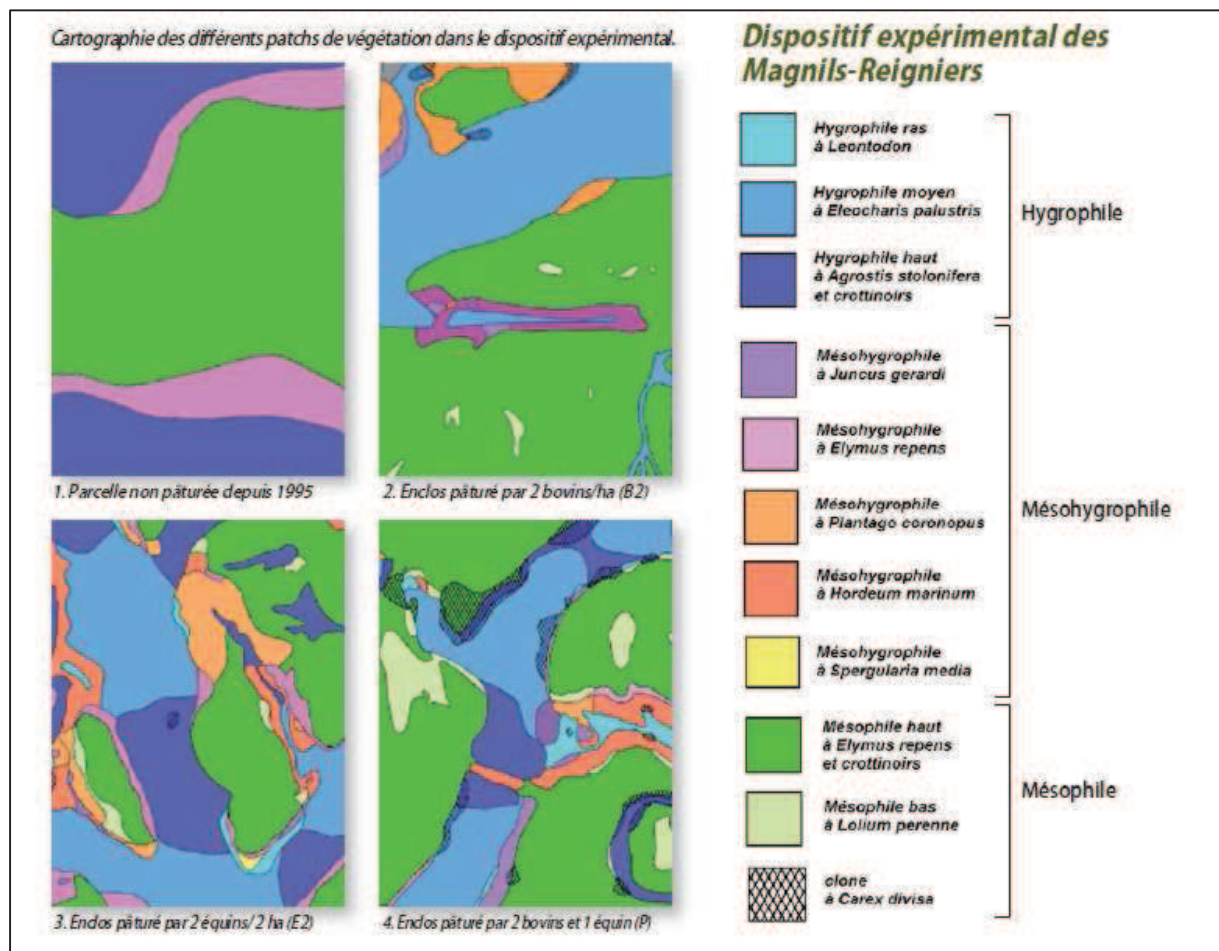 Cartographie des différents patchs de végétation dans le dispositif expérimental.
1. Parcelle non pâturée depuis 1995
2. Enclos pâturé par 2 bovins/ha (B2)
3. Enclos pâturé par 2 équins/ 2 ha (E2)
4. Enclos pâturé par 2 bovins et 1 équin (P)
Dispositif expérimental des
Magnils-Reigniers
Hygrophile ras
à Leontodon
Hygrophile moyen
à Eleocharis palustris
Hygrophile haut
à Agrostis stolonifera
et crottinoirs
Hygrophile
Mésohygrophile
à Juncus gerardi
Mésohygrophile
à Elymus repens
Mésohygrophile
à Plantago coronopus
Mésohygrophile
à Hordeum marinum
Mésohygrophile
à Spergularia media
Mésohygrophile
Mésophile haut
à Elymus repens
et crottinoirs
Mésophile bas
à Lolium perenne
clone
à Carex divisa
Mésophile